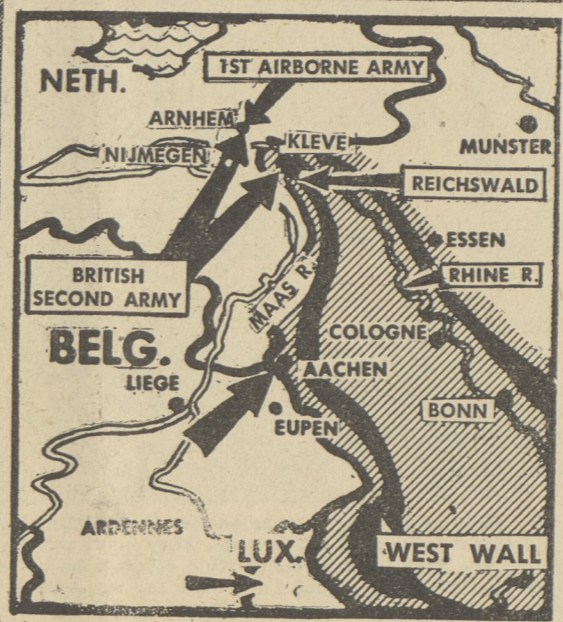 NETH.
1ST AIRBORNE ARMY
ARNHEM
NIJMEGEN
KLEVE
MUNSTER
REICHSWALD
ESSEN
BRITISH
SECOND ARMY
RHINE R.
MAAS R.
BELG.
COLOGNE
LIEGE
AACHEN
EUPEN
BONN
ARDENNES
LUX.
WEST WALL